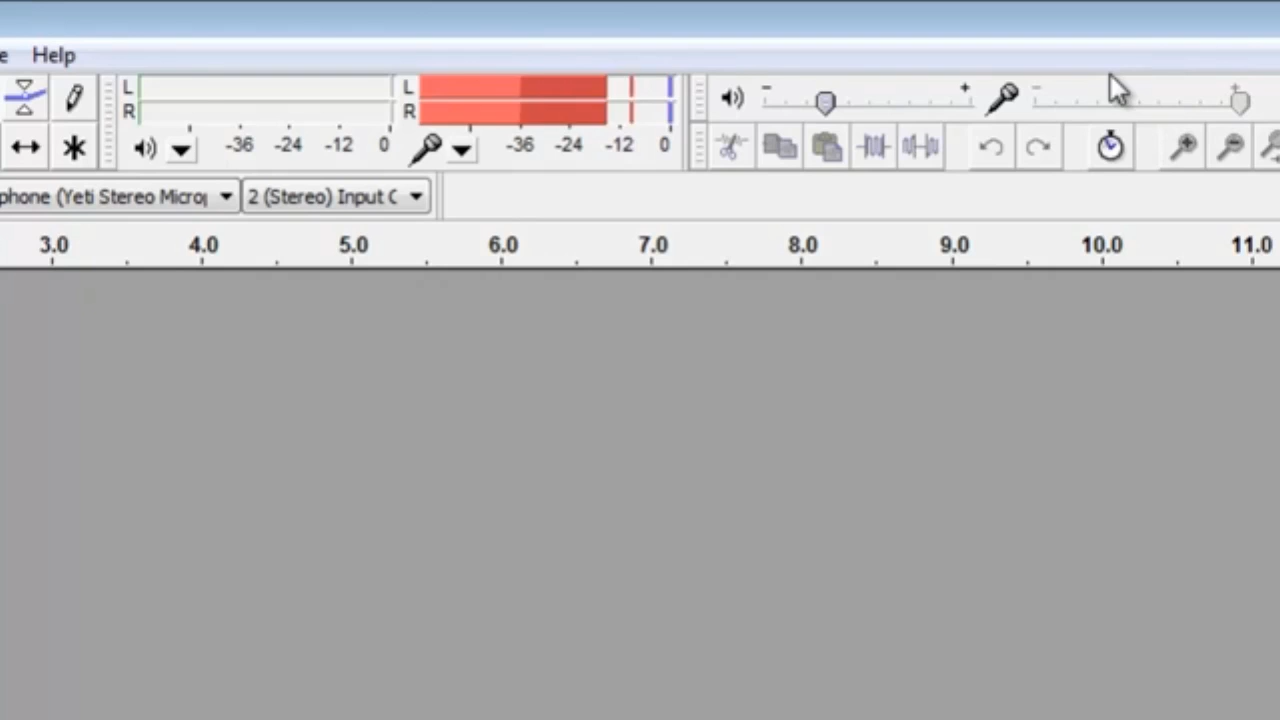 e Help
L L - +
R R
-36 -24 -12 0 -36 -24 -12 0
phone (Yeti Stereo Microp 2 (Stereo) Input C
3.0 4.0 5.0 6.0 7.0 8.0 9.0 10.0 11.0